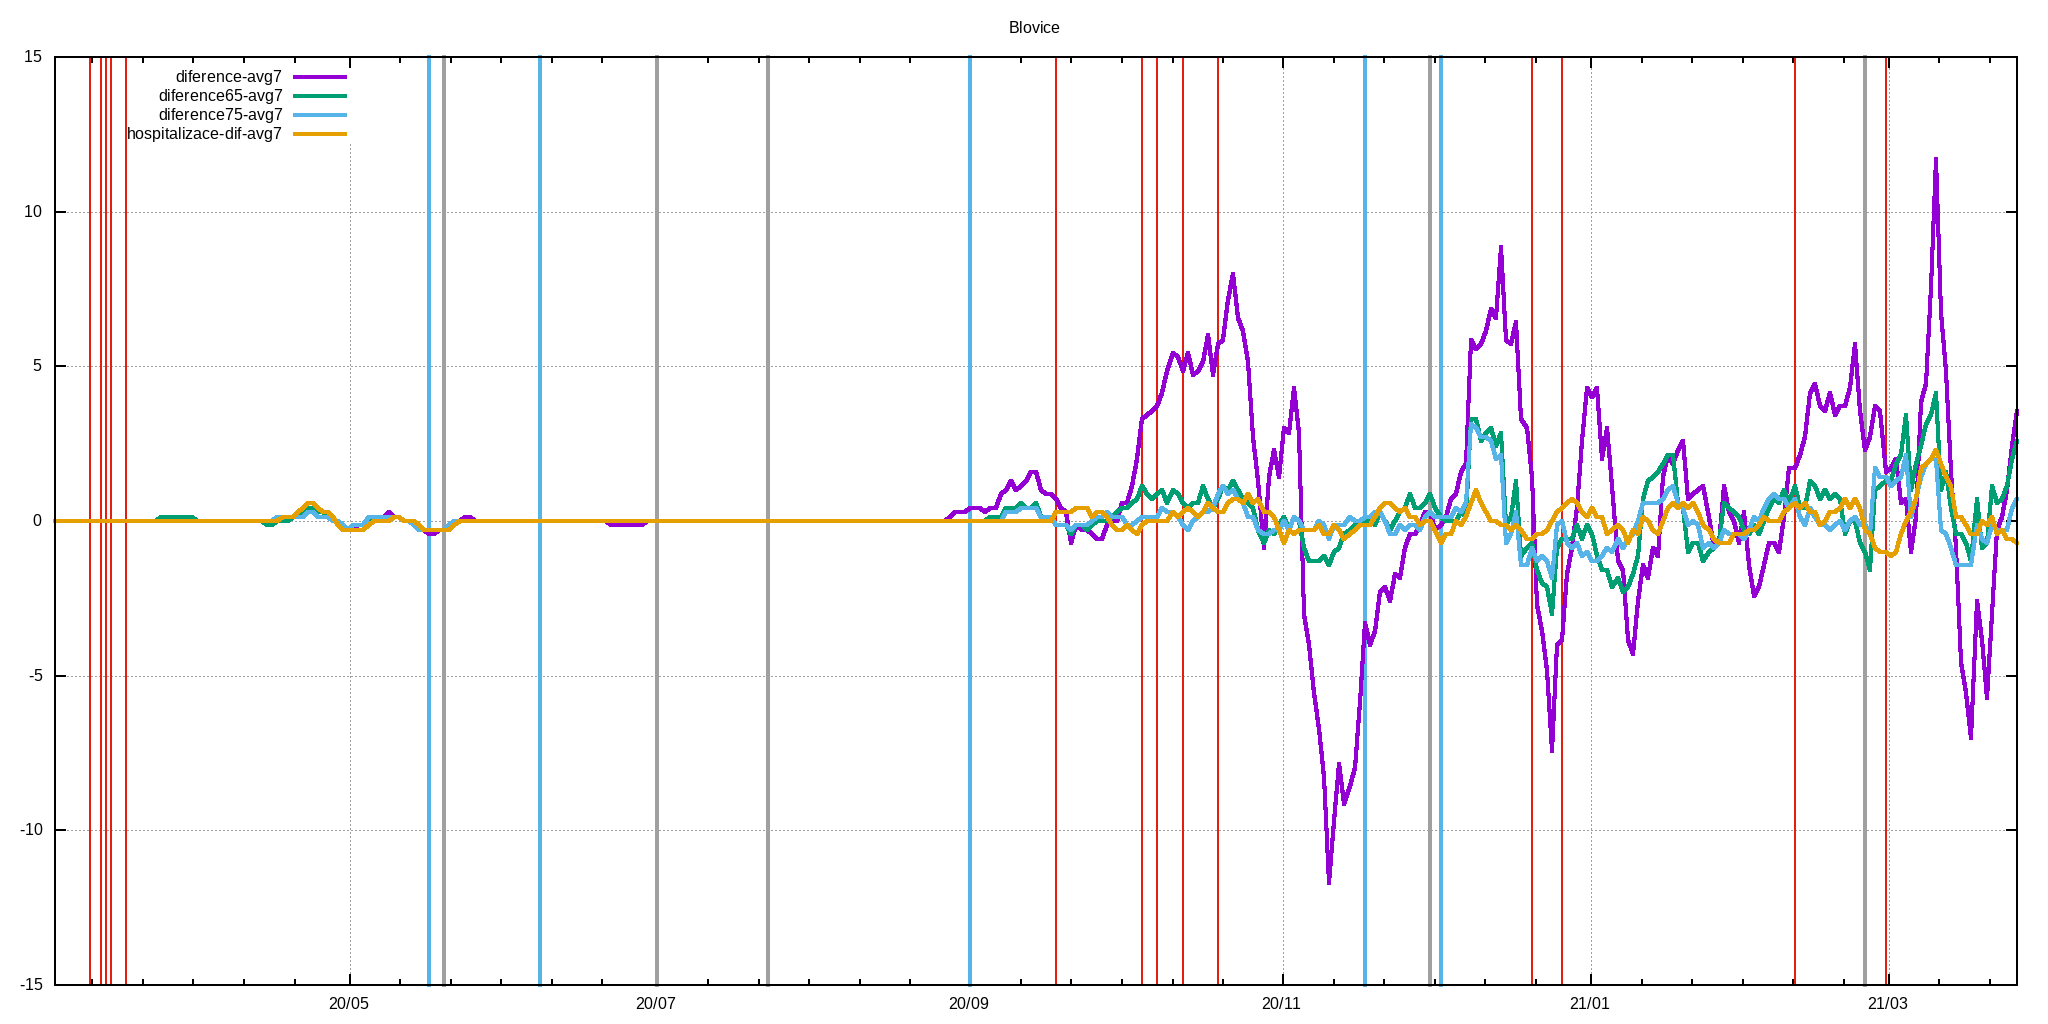 Blovice
15
10
5
0
-5
-10
-15
diference-avg7
diference65-avg7
diference75-avg7
hospitalizace-dif-avg7
20/05
20/07
20/09
20/11
21/01
21/03